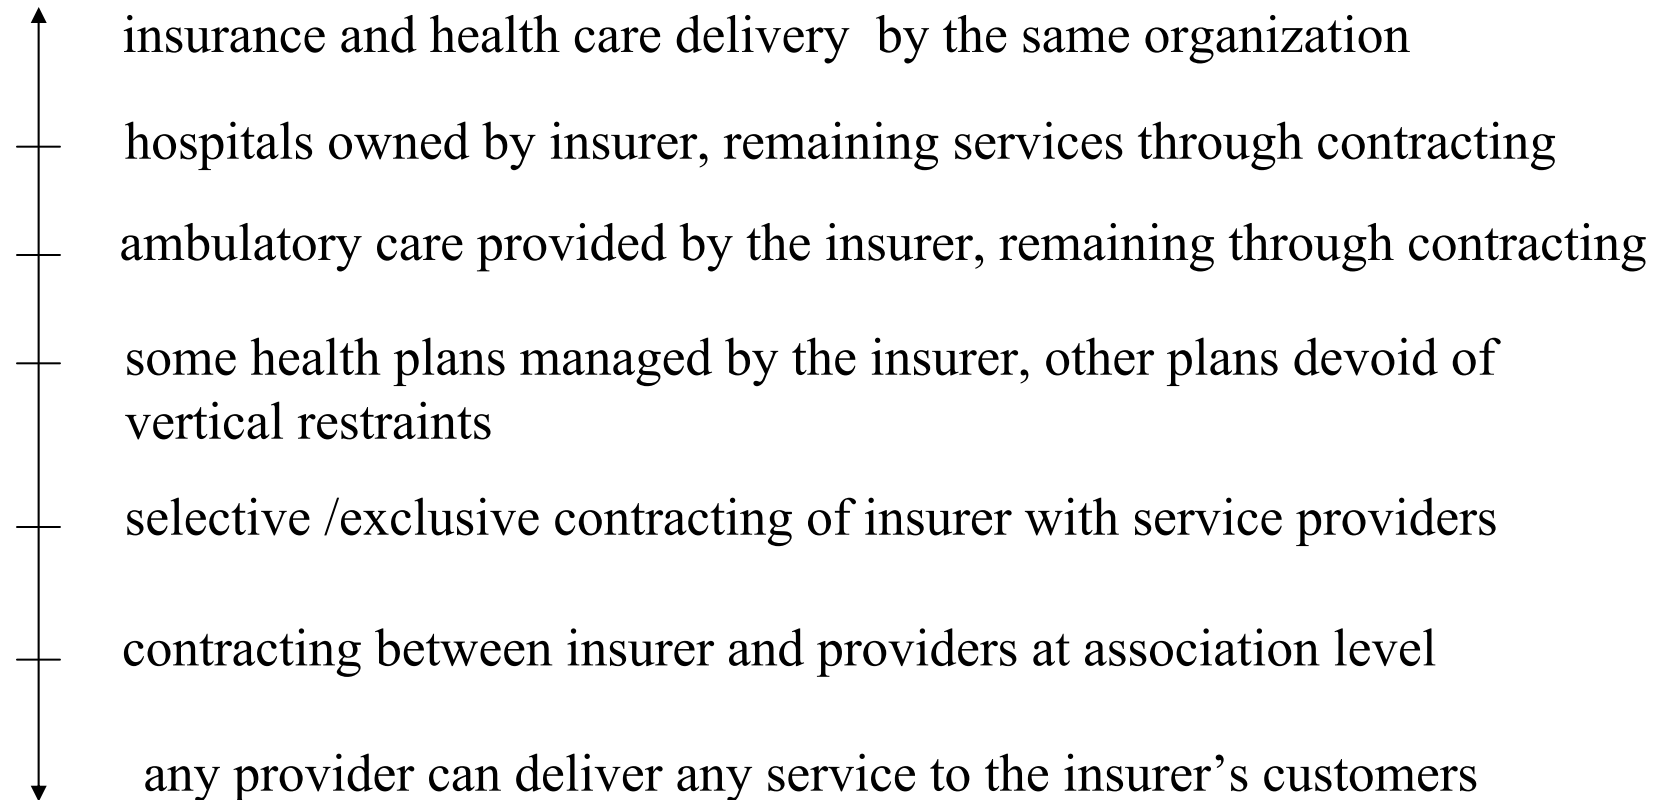 insurance and health care delivery by the same organization
hospitals owned by insurer, remaining services through contracting
ambulatory care provided by the insurer, remaining through contracting
some health plans managed by the insurer, other plans devoid of
vertical restraints
selective /exclusive contracting of insurer with service providers
contracting between insurer and providers at association level
any provider can deliver any service to the insurer’s customers